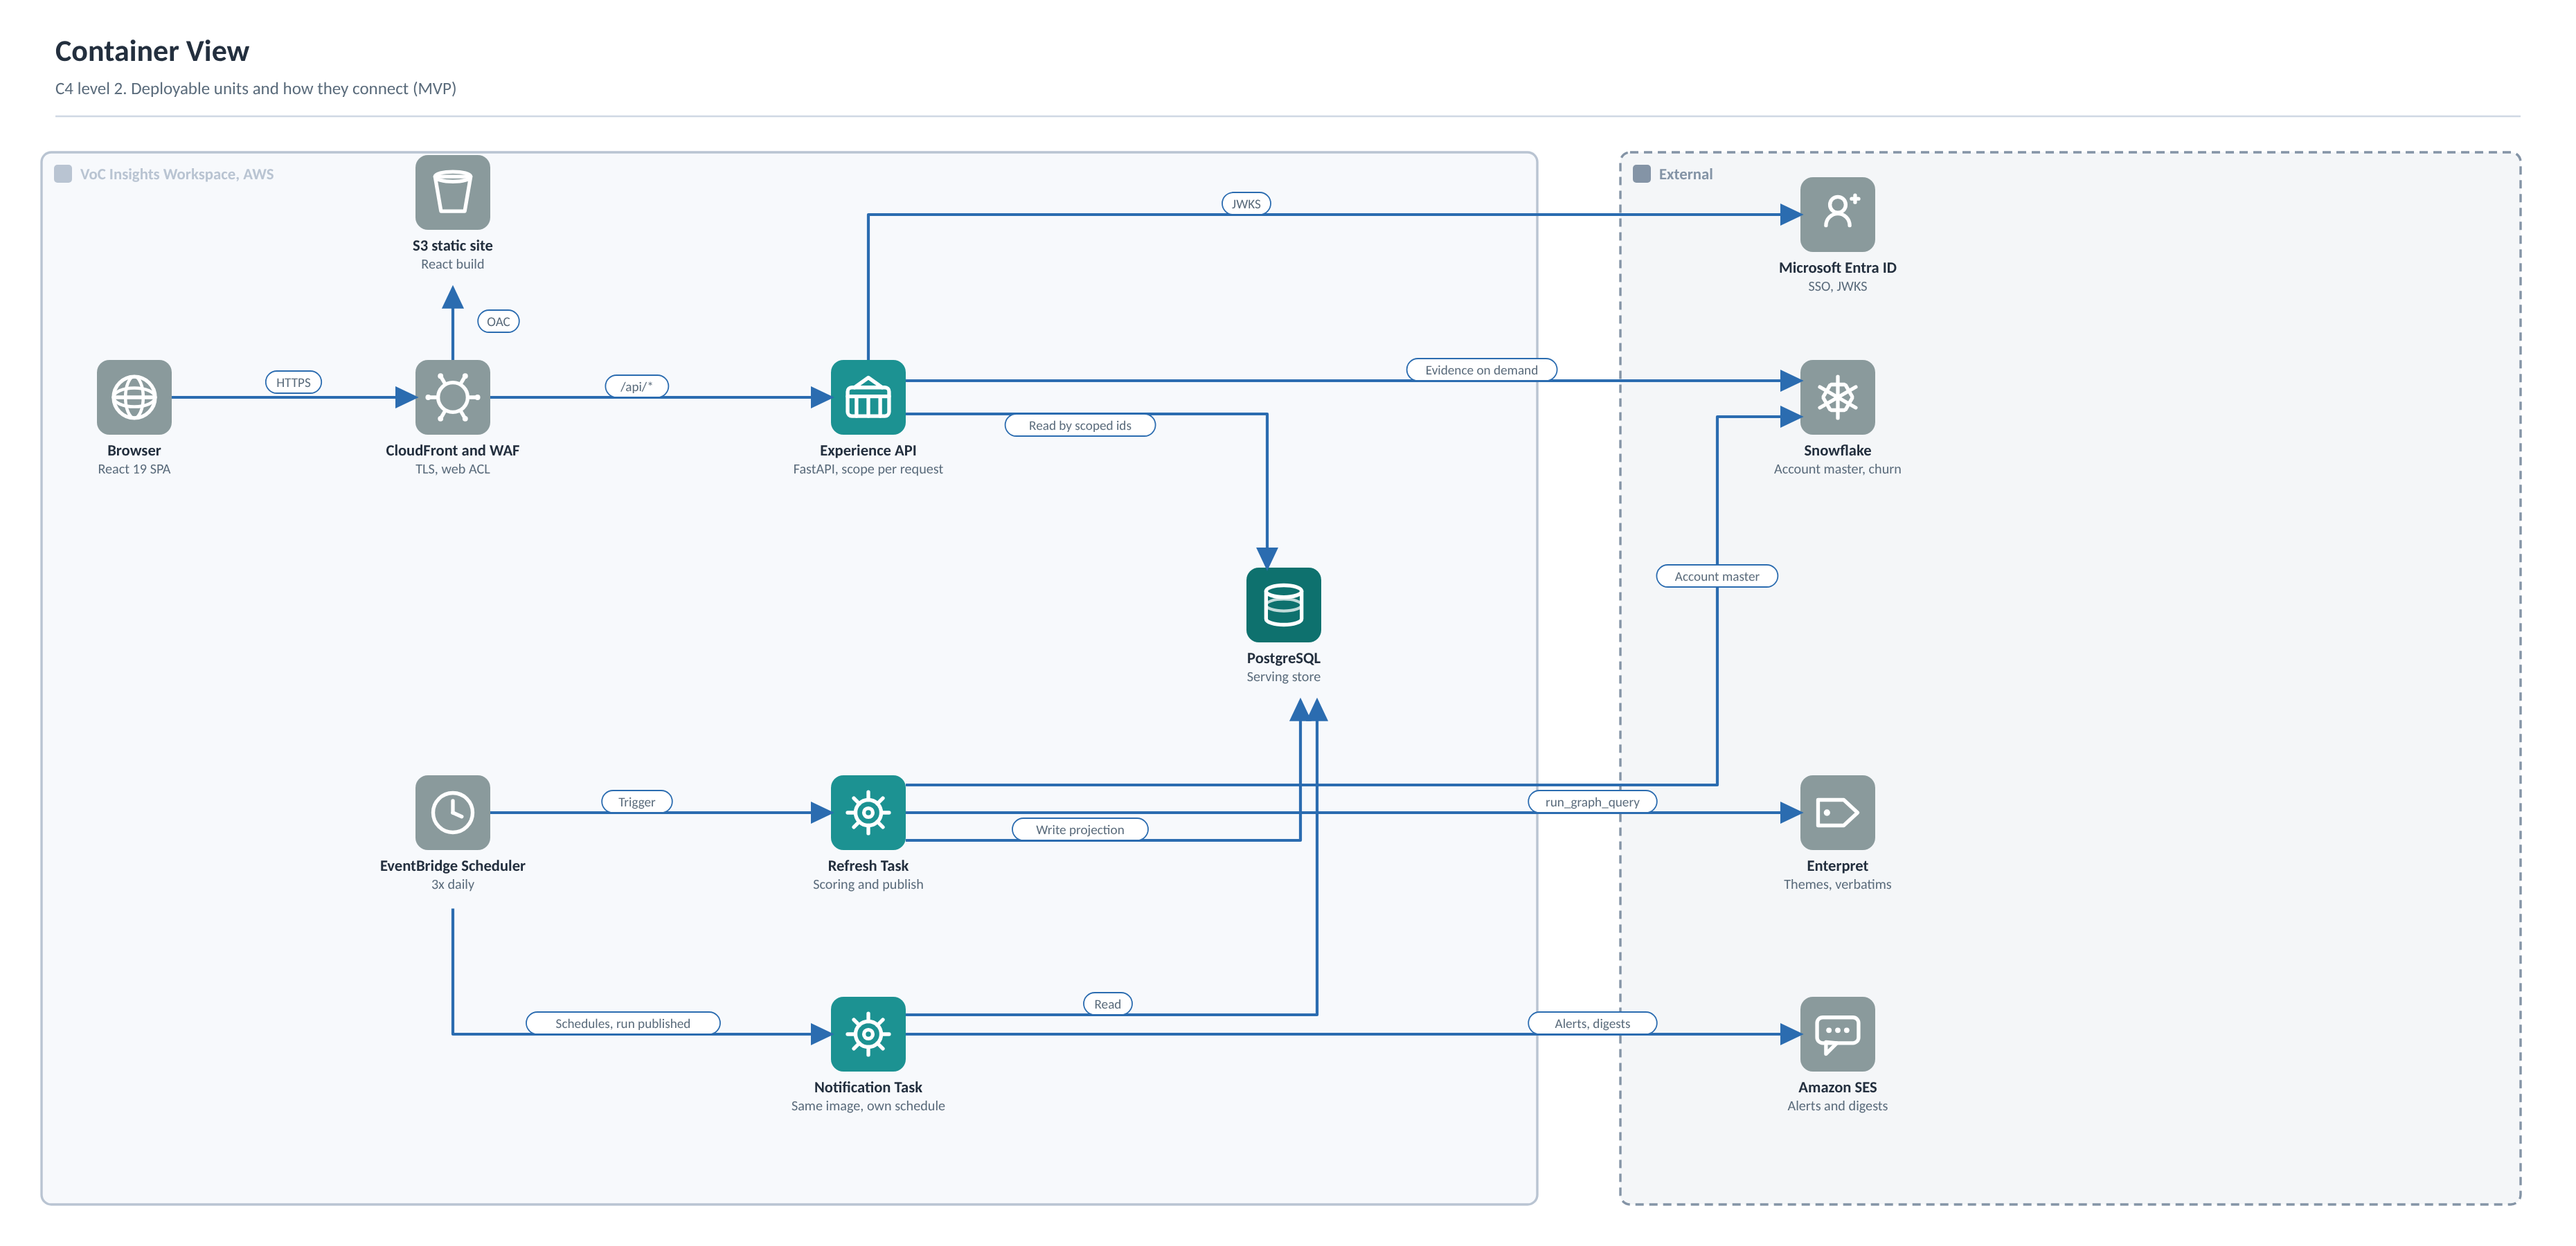 Container View
C4 level 2. Deployable units and how they connect (MVP)
VoC Insights Workspace, AWS
External
JWKS
S3 static site
React build
Microsoft Entra ID
SSO, JWKS
OAC
HTTPS
/api/*
Evidence on demand
Read by scoped ids
Browser
React 19 SPA
CloudFront and WAF
TLS, web ACL
Experience API
FastAPI, scope per request
Snowflake
Account master, churn
Account master
PostgreSQL
Serving store
Trigger
run_graph_query
Write projection
EventBridge Scheduler
3x daily
Refresh Task
Scoring and publish
Enterpret
Themes, verbatims
Read
Schedules, run published
Alerts, digests
Notification Task
Same image, own schedule
Amazon SES
Alerts and digests